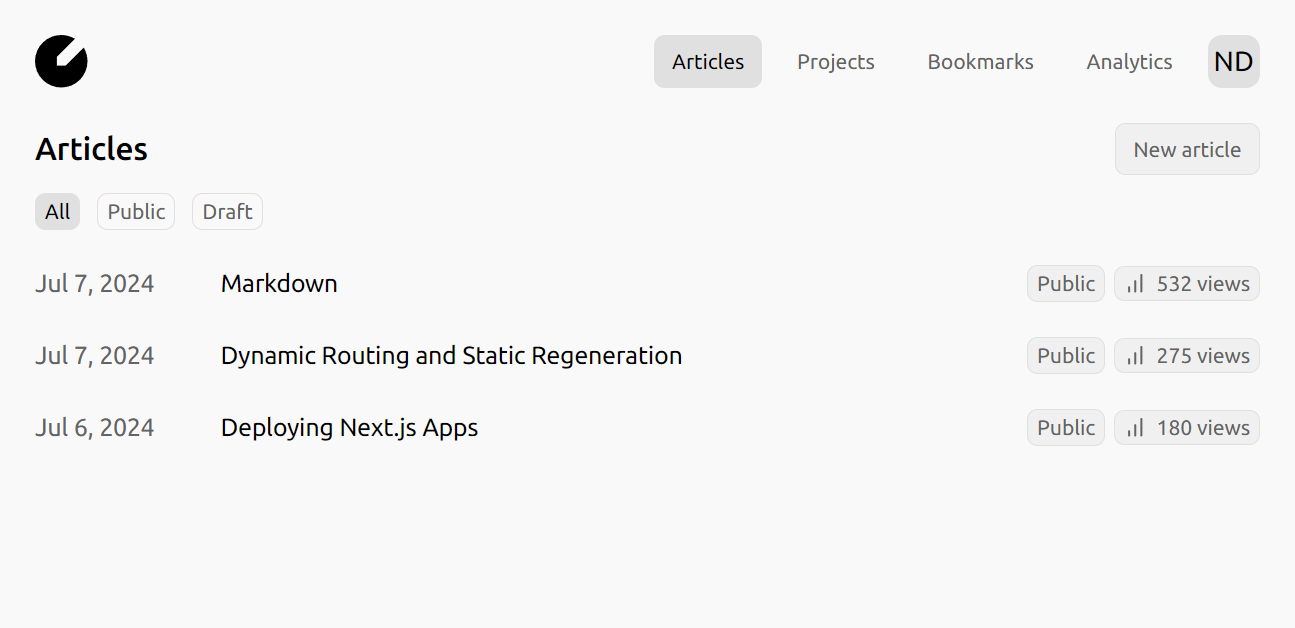 Articles Projects Bookmarks Analytics ND
Articles
New article
All Public Draft
Jul 7, 2024 Markdown Public 532 views
Jul 7, 2024 Dynamic Routing and Static Regeneration Public 275 views
Jul 6, 2024 Deploying Next.js Apps Public 180 views